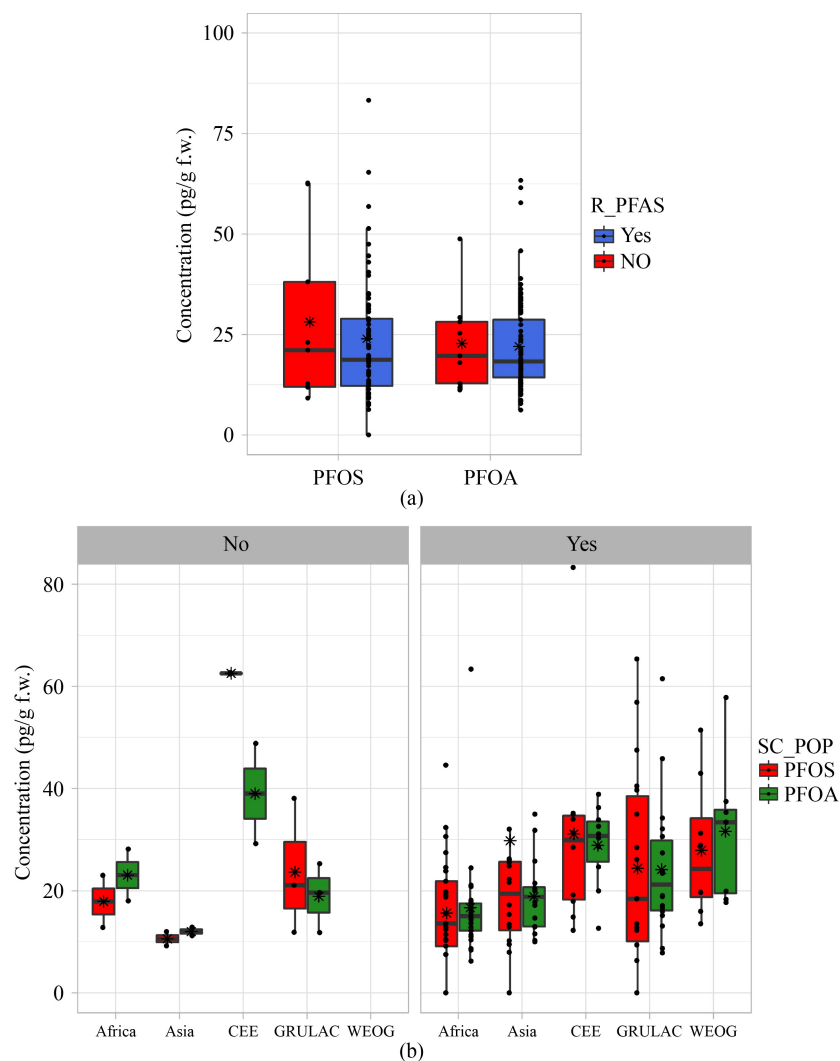 100
75
50
25
0
Concentration (pg/g f.w.)
PFOS
PFOA
R_PFAS
Yes
NO
(a)
No
Yes
80
60
40
20
0
Concentration (pg/g f.w.)
Africa
Asia
CEE
GRULAC
WEOG
Africa
Asia
CEE
GRULAC
WEOG
SC_POP
PFOS
PFOA
(b)